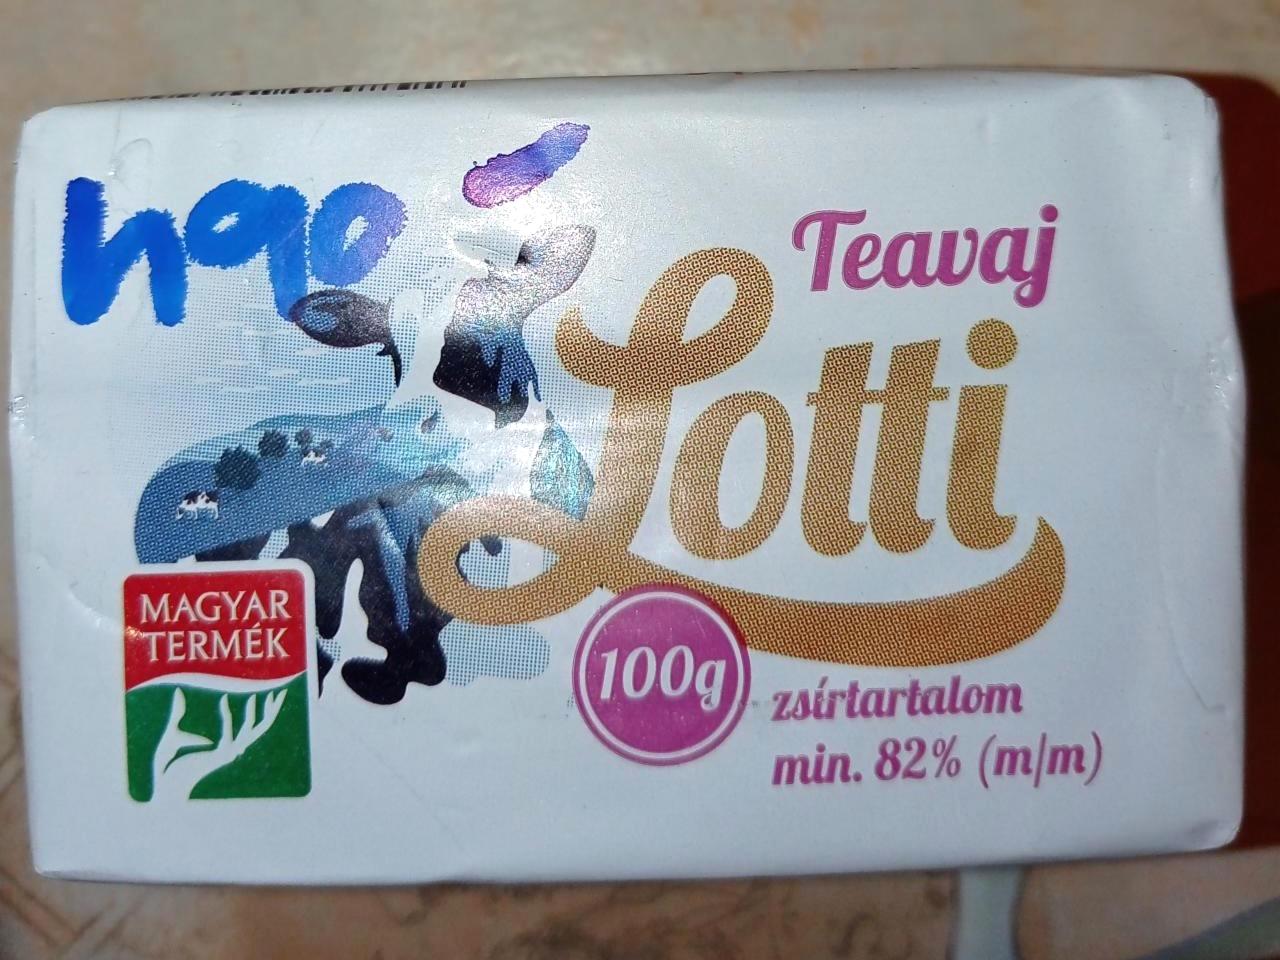 Teavaj
Lotti
MAGYAR
TERMÉK
100g
zsírtartalom
min. 82% (m/m)